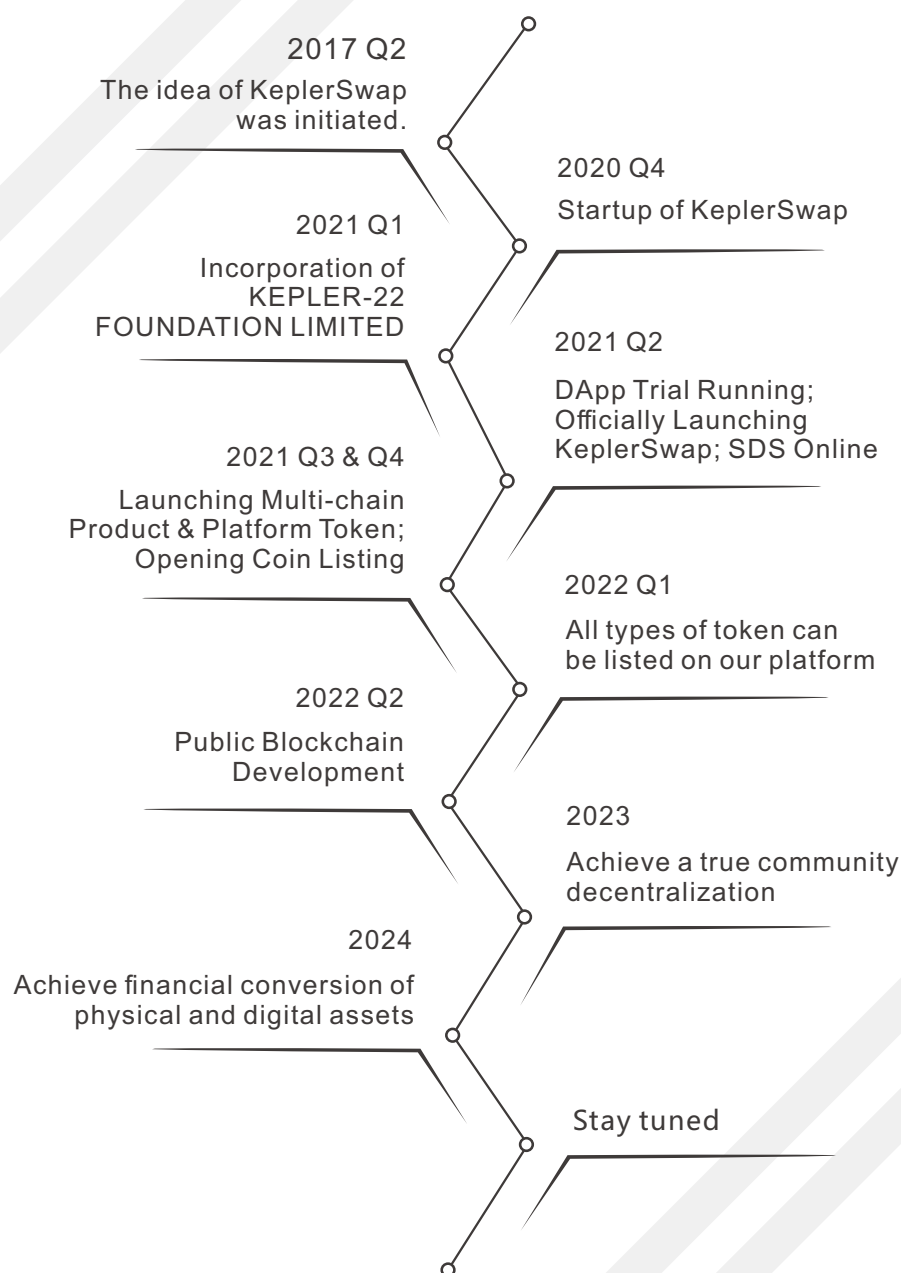 2017 Q2
The idea of KeplerSwap
was initiated.
2020 Q4
Startup of KeplerSwap
2021 Q1
Incorporation of
KEPLER-22
FOUNDATION LIMITED
2021 Q2
DApp Trial Running;
Officially Launching
KeplerSwap; SDS Online
2021 Q3 & Q4
Launching Multi-chain
Product & Platform Token;
Opening Coin Listing
2022 Q1
All types of token can
be listed on our platform
2022 Q2
Public Blockchain
Development
2023
Achieve a true community
decentralization
2024
Achieve financial conversion of
physical and digital assets
Stay tuned